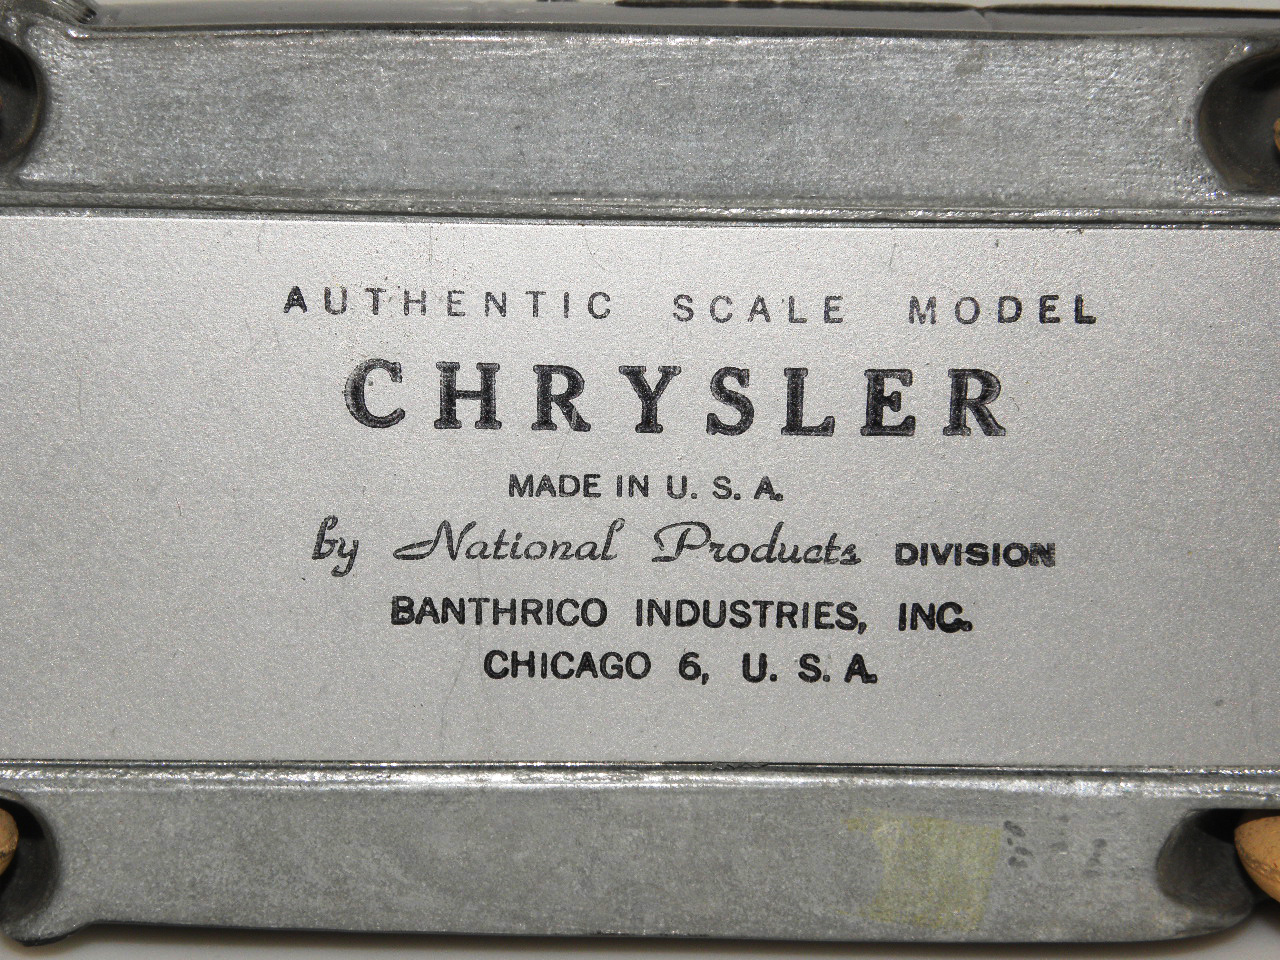 AUTHENTIC SCALE MODEL
CHRYSLER
MADE IN U. S. A.
by National Products DIVISION
BANTHRICO INDUSTRIES, INC.
CHICAGO 6, U. S. A.